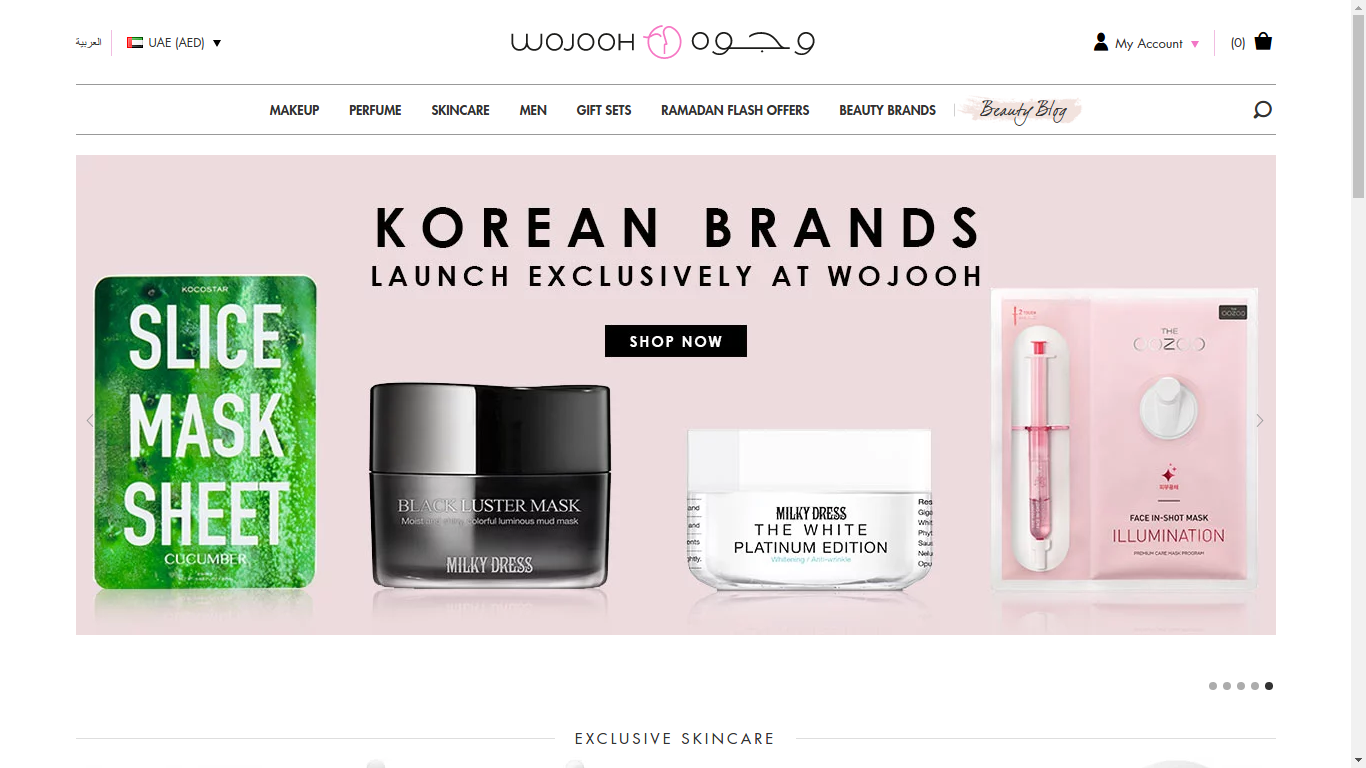 العربية
UAE (AED)
WOJOOH وجوه
My Account
(0)
MAKEUP
PERFUME
SKINCARE
MEN
GIFT SETS
RAMADAN FLASH OFFERS
BEAUTY BRANDS
Beauty Blog
KOREAN BRANDS
LAUNCH EXCLUSIVELY AT WOJOOH
SHOP NOW
KOCOSTAR
SLICE
MASK
SHEET
CUCUMBER
BLACK LUSTER MASK
colorful luminous mud mask
MILKY DRESS
MILKY DRESS
THE WHITE
PLATINUM EDITION
Whitening / Anti-wrinkle
THE
OOZOO
FACE IN-SHOT MASK
ILLUMINATION
PREMIUM CARE MASK PROGRAM
EXCLUSIVE SKINCARE